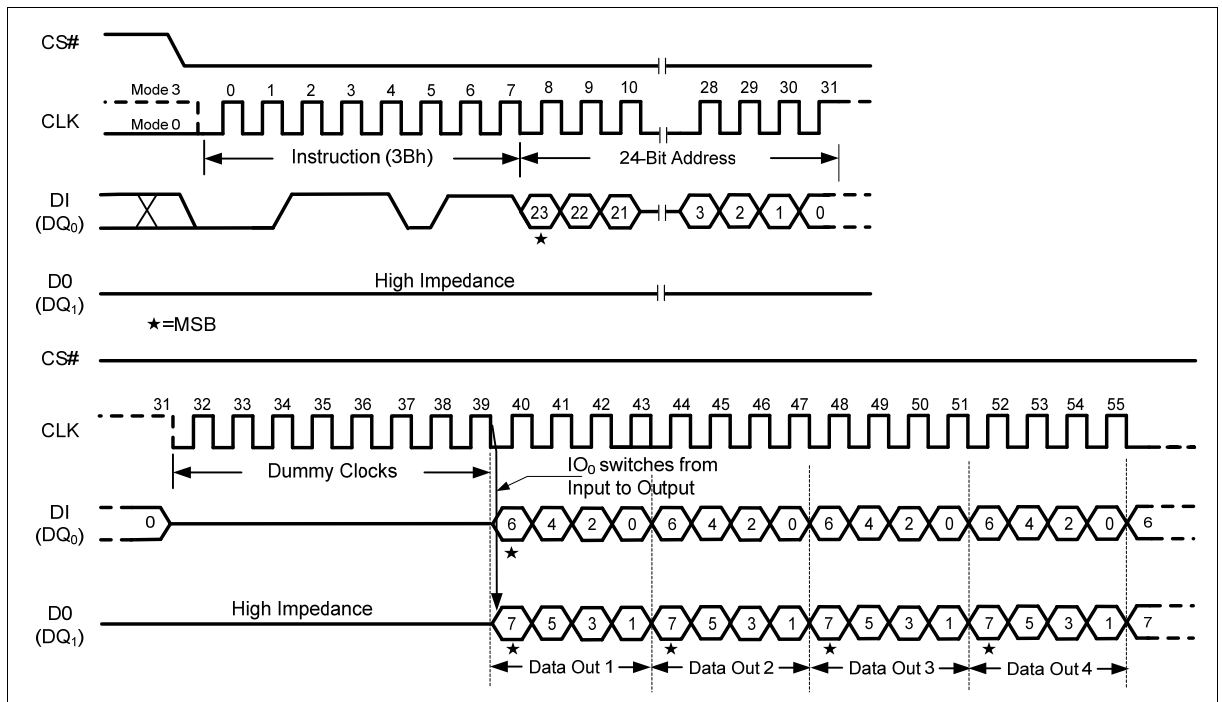 CS#
Mode 3 0 1 2 3 4 5 6 7 8 9 10 28 29 30 31
CLK
Mode 0
Instruction (3Bh) 24-Bit Address
DI
(DQ0)
23 22 21 3 2 1 0
★
D0
(DQ1)
High Impedance
★=MSB
CS#
31 32 33 34 35 36 37 38 39 40 41 42 43 44 45 46 47 48 49 50 51 52 53 54 55
CLK
Dummy Clocks
IO0 switches from
Input to Output
DI
(DQ0)
0 6 4 2 0 6 4 2 0 6 4 2 0 6 4 2 0 6
★
High Impedance
D0
(DQ1)
7 5 3 1 7 5 3 1 7 5 3 1 7 5 3 1 7
★ ★ ★ ★
Data Out 1 Data Out 2 Data Out 3 Data Out 4